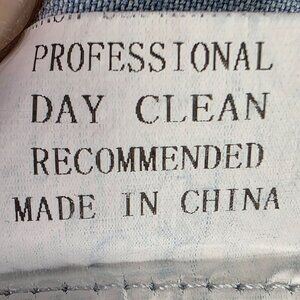 PROFESSIONAL
DAY CLEAN
RECOMMENDED
MADE IN CHINA